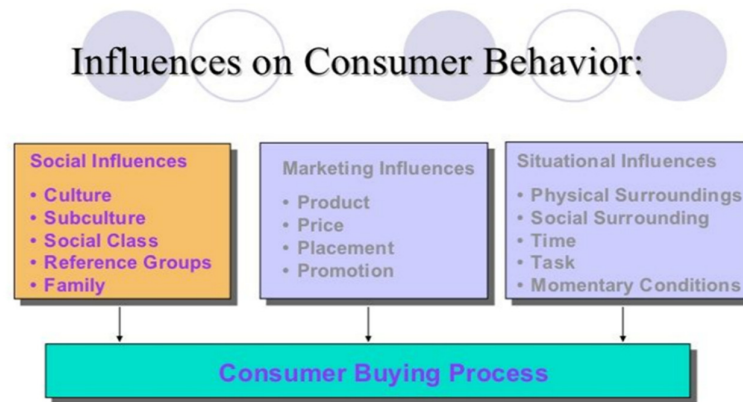 Influences on Consumer Behavior:
Social Influences
• Culture
• Subculture
• Social Class
• Reference Groups
• Family
Marketing Influences
• Product
• Price
• Placement
• Promotion
Situational Influences
• Physical Surroundings
• Social Surrounding
• Time
• Task
• Momentary Conditions
Consumer Buying Process